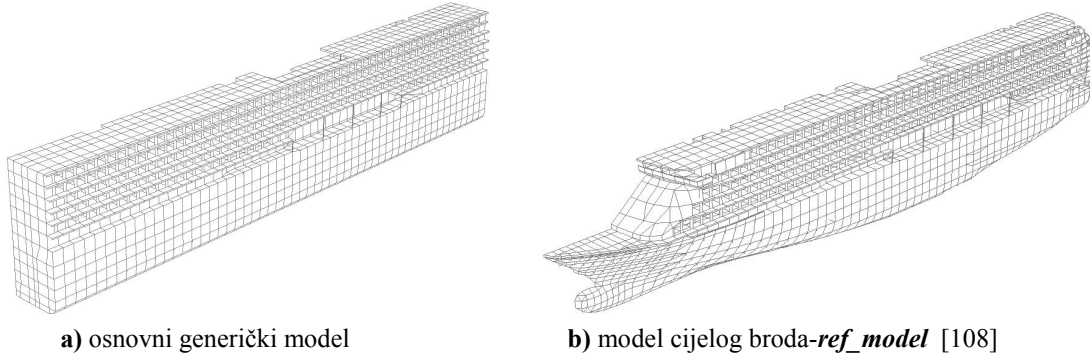 a) osnovni generički model
b) model cijelog broda-ref_model [108]